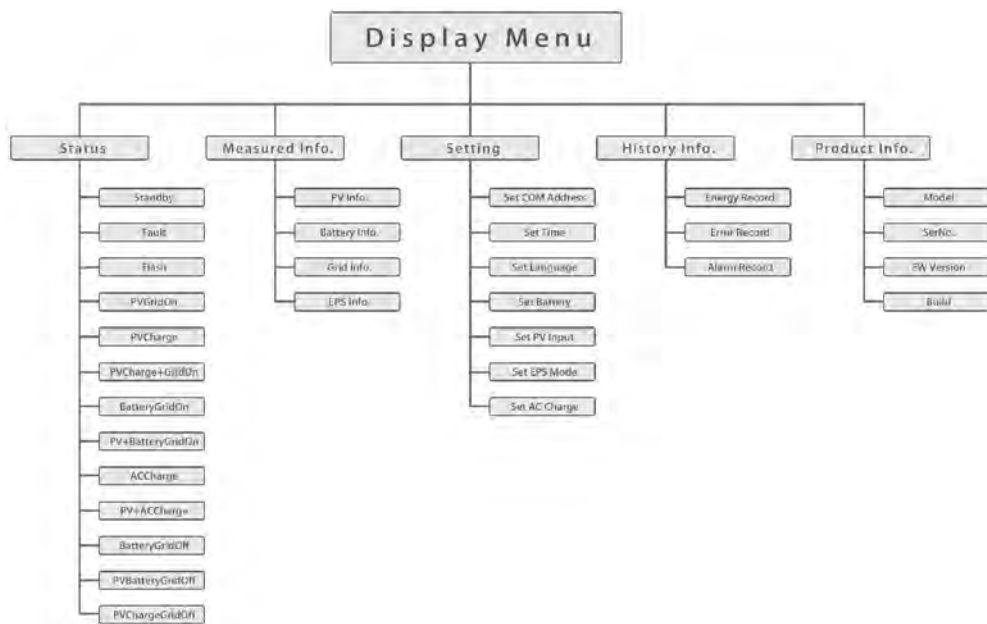 Display Menu
Status
Measured Info.
Setting
History Info.
Product Info.
Standby
Fault
Flash
PVGridOn
PVCharge
PVCharge+GridOn
BatteryGridOn
PV+BatteryGridOn
ACCharge
PV+ACCharge
BatteryGridOff
PVBatteryGridOff
PVChargeGridOff
PV Info.
Battery Info.
Grid Info.
EPS Info.
Set COM Address
Set Time
Set Language
Set Battery
Set PV Input
Set EPS Mode
Set AC Charge
Energy Record
Error Record
Alarm Record
Model
SerNo.
FW Version
Build